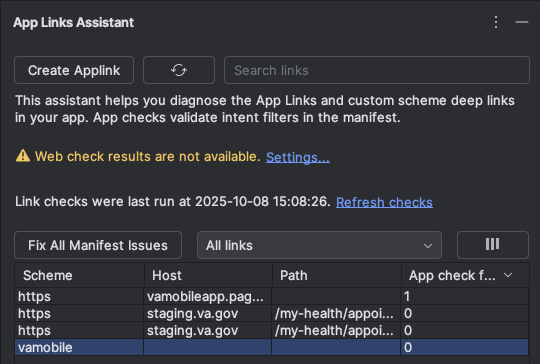 App Links Assistant
Create Applink
Search links
This assistant helps you diagnose the App Links and custom scheme deep links
in your app. App checks validate intent filters in the manifest.
Web check results are not available. Settings...
Link checks were last run at 2025-10-08 15:08:26. Refresh checks
Fix All Manifest Issues All links
Scheme Host Path App check f...
https vamobileapp.pag... 1
https staging.va.gov /my-health/appoi... 0
https staging.va.gov /my-health/appoi... 0
vamobile 0